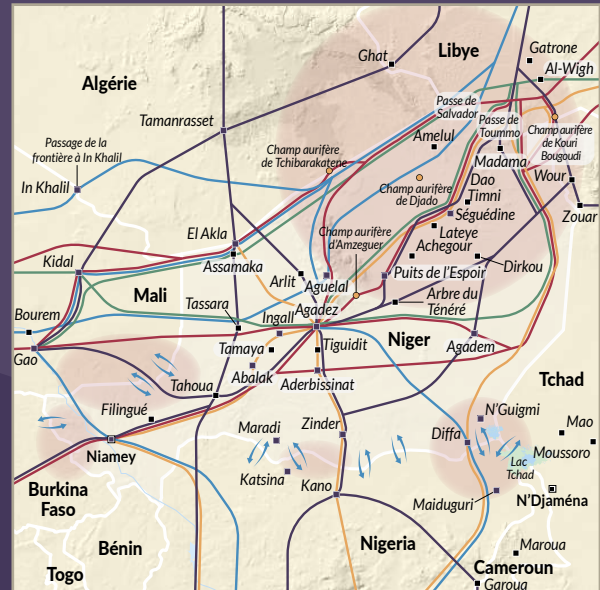 Libye
Gatrone
Ghat
Al-Wigh
Algérie
Passe de
Salvador
Tamanrasset
Passe de
Toummo
Champ aurifère
de Kouri
Bougoudi
Passage de la
frontière à In Khalil
Champ aurifère
de Tchibarakatene
Amelul
Madama
In Khalil
Champ aurifère
de Djado
Dao
Timni
Wour
Séguédine
Zouar
El Akla
Champ aurifère
d'Amzeguer
Lateye
Achegour
Kidal
Assamaka
Arlit
Aguelal
Puits de l'Espoir
Dirkou
Mali
Bourem
Tassara
Ingall
Agadez
Arbre du
Ténéré
Gao
Tamaya
Tiguidit
Niger
Agadem
Abalak
Aderbissinat
Tahoua
Tchad
Filingué
N'Guigmi
Maradi
Zinder
Diffa
Mao
Niamey
Moussoro
Katsina
Kano
Lac
Tchad
Burkina
Faso
Maiduguri
N'Djaména
Bénin
Nigeria
Maroua
Togo
Cameroun
Garoua